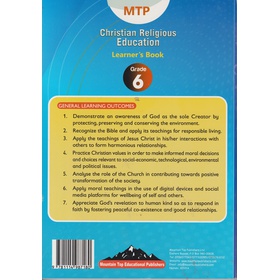 MTP
Christian Religious
Education
Learner's Book
Grade
6
GENERAL LEARNING OUTCOMES
1. Demonstrate an awareness of God as the sole Creator by
protecting, preserving and conserving the environment.
2. Recognize the Bible and apply its teachings for responsible living.
3. Apply the teachings of Jesus Christ in his/her interactions with
others to form harmonious relationships.
4. Practice Christian values in order to make informed moral decisions
and choices relevant to socio-economic, technological, environmental
and political issues.
5. Analyse the role of the Church in contributing towards positive
transformation of the society.
6. Apply moral teachings in the use of digital devices and social
media platforms for wellbeing of self and others.
7. Appreciate God's revelation to human kind so as to respond in
faith by fostering peaceful co-existence and good relationships.
Mountain Top Educational Publishers